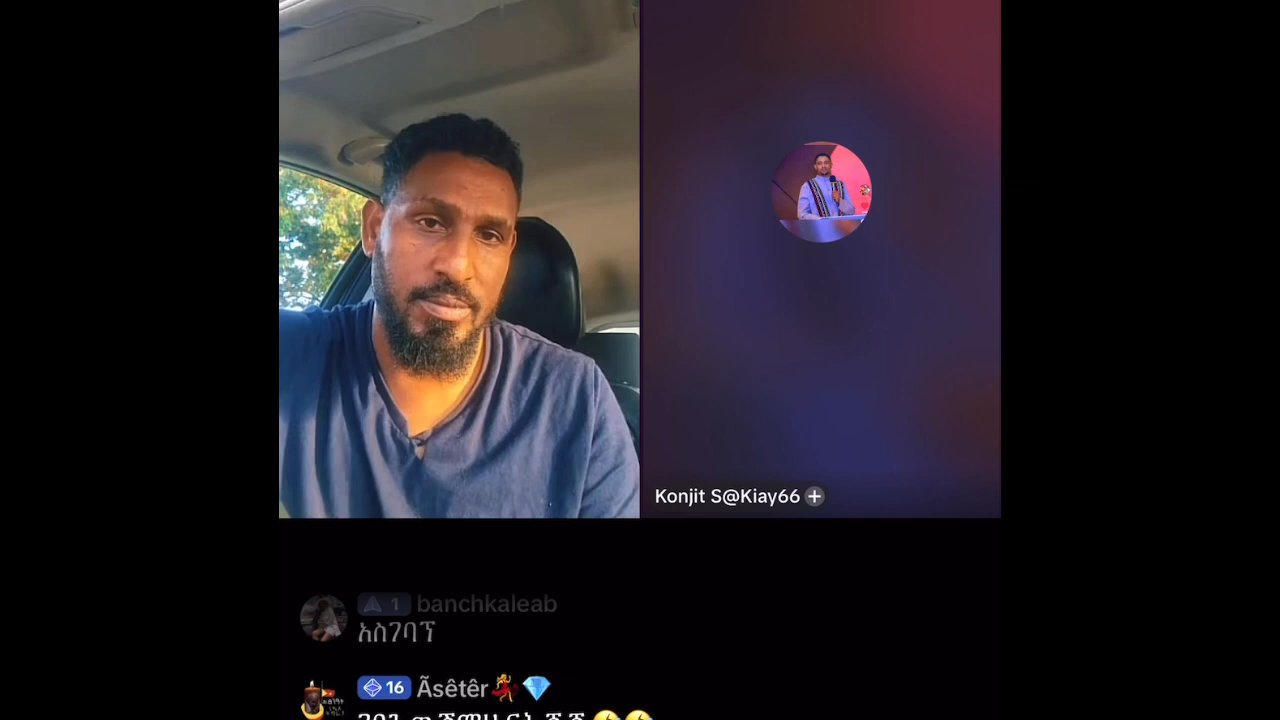 Konjit S@Kiay66
1 banchkaleab
አስገባኝ
16 Ãsêtêr💃💎